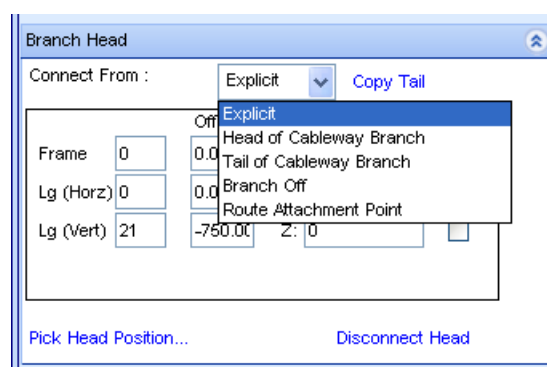 Branch Head
Connect From : Explicit Copy Tail
Explicit
Head of Cableway Branch
Tail of Cableway Branch
Branch Off
Route Attachment Point
Off
Frame 0 0.0
Lg (Horz) 0 0.0
Lg (Vert) 21 -750.00 Z: 0
Pick Head Position... Disconnect Head